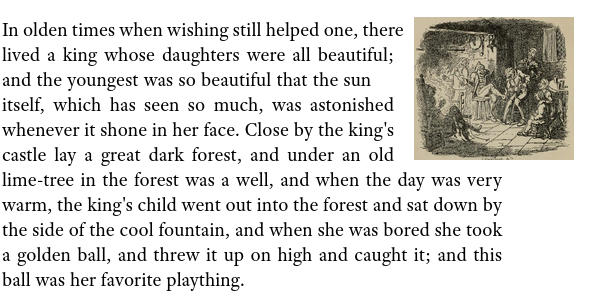 In olden times when wishing still helped one, there
lived a king whose daughters were all beautiful;
and the youngest was so beautiful that the sun
itself, which has seen so much, was astonished
whenever it shone in her face. Close by the king's
castle lay a great dark forest, and under an old
lime-tree in the forest was a well, and when the day was very
warm, the king's child went out into the forest and sat down by
the side of the cool fountain, and when she was bored she took
a golden ball, and threw it up on high and caught it; and this
ball was her favorite plaything.